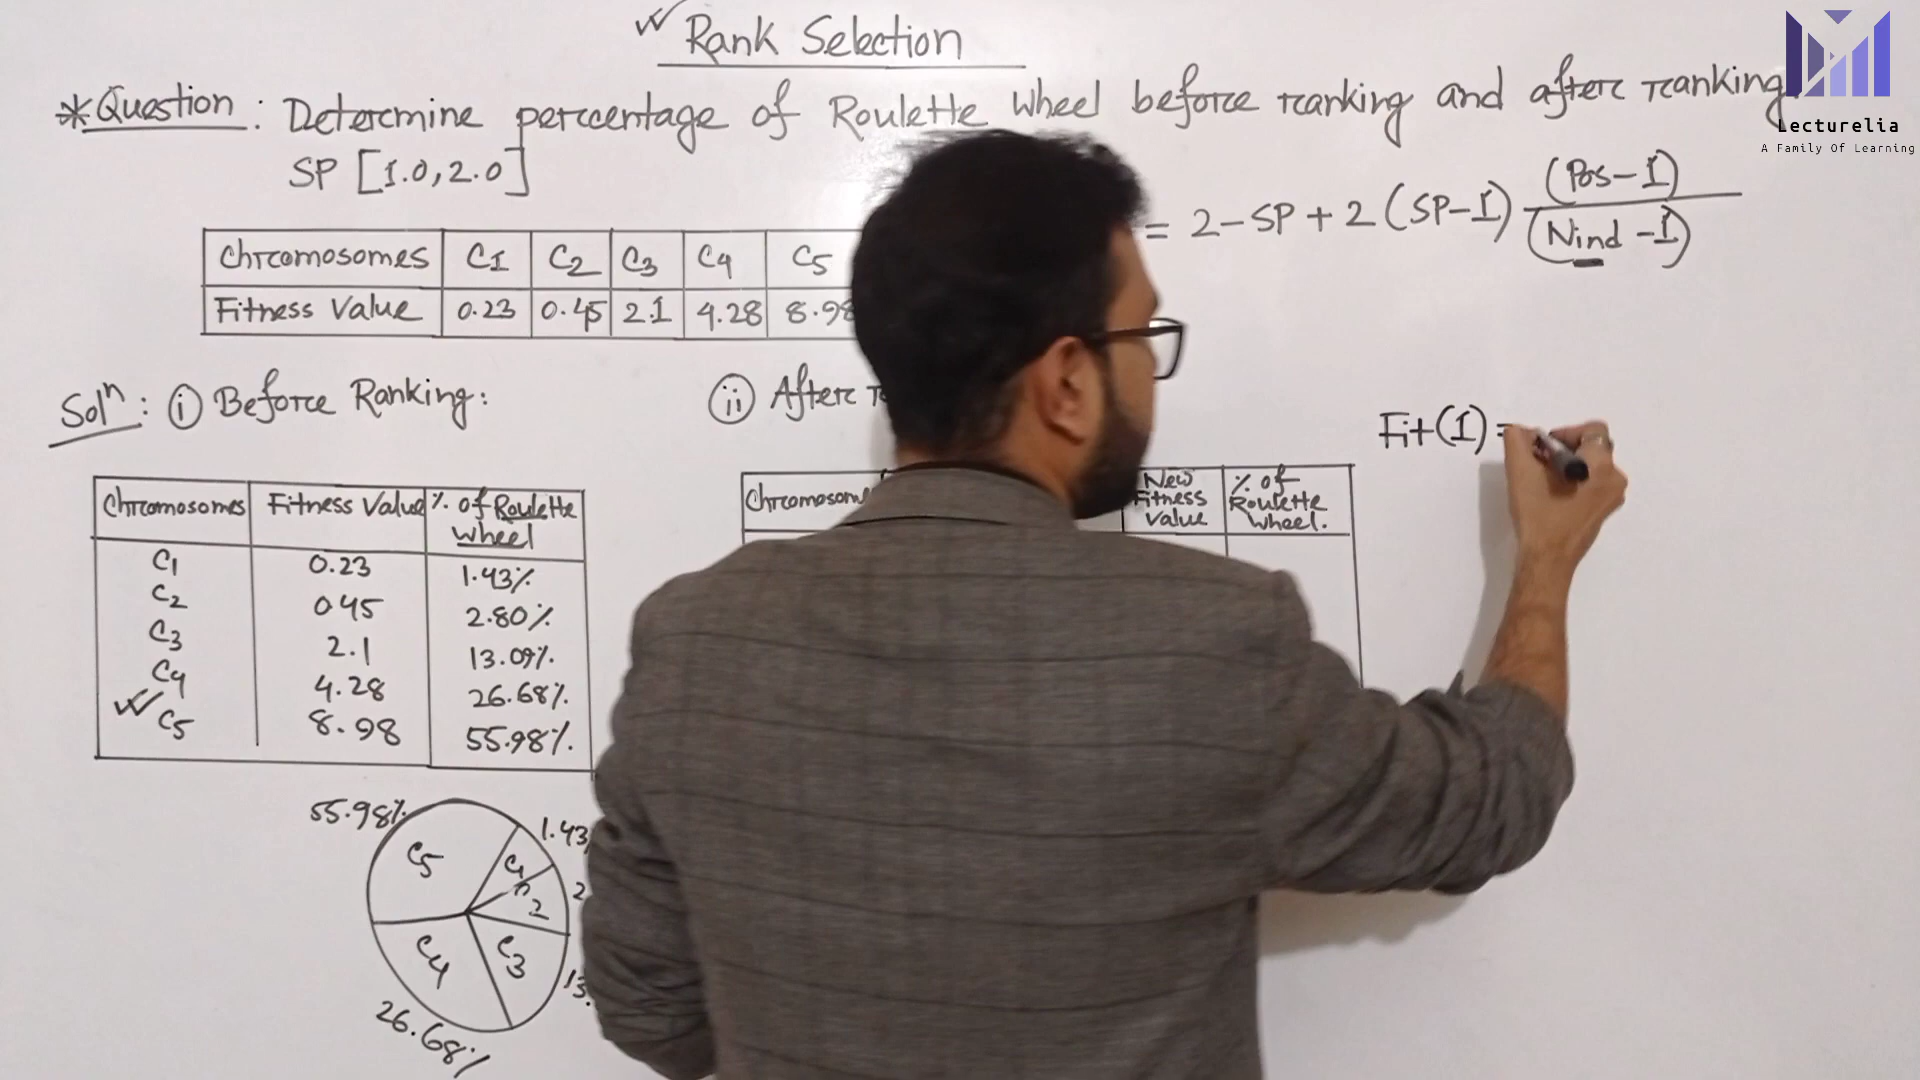 Rank Selection
*Question: Determine percentage of Roulette wheel before ranking and after ranking.
SP [1.0, 2.0]
= 2-SP+2(SP-1) (Pos-1)/(Nind-1)
Chromosomes C1 C2 C3 C4 C5
Fitness Value 0.23 0.45 2.1 4.28 8.98
Solⁿ: (i) Before Ranking:
(ii) After
Fit(1) =
Chromosomes Fitness Value % of Roulette wheel
C1 0.23 1.43%
C2 0.45 2.80%
C3 2.1 13.09%
C4 4.28 26.68%
C5 8.98 55.98%
Chromosome New Fitness Value % of Roulette wheel.
55.98%
1.43
C5
C1
C2
C4
C3
13.
26.68%
Lecturelia
A Family Of Learning